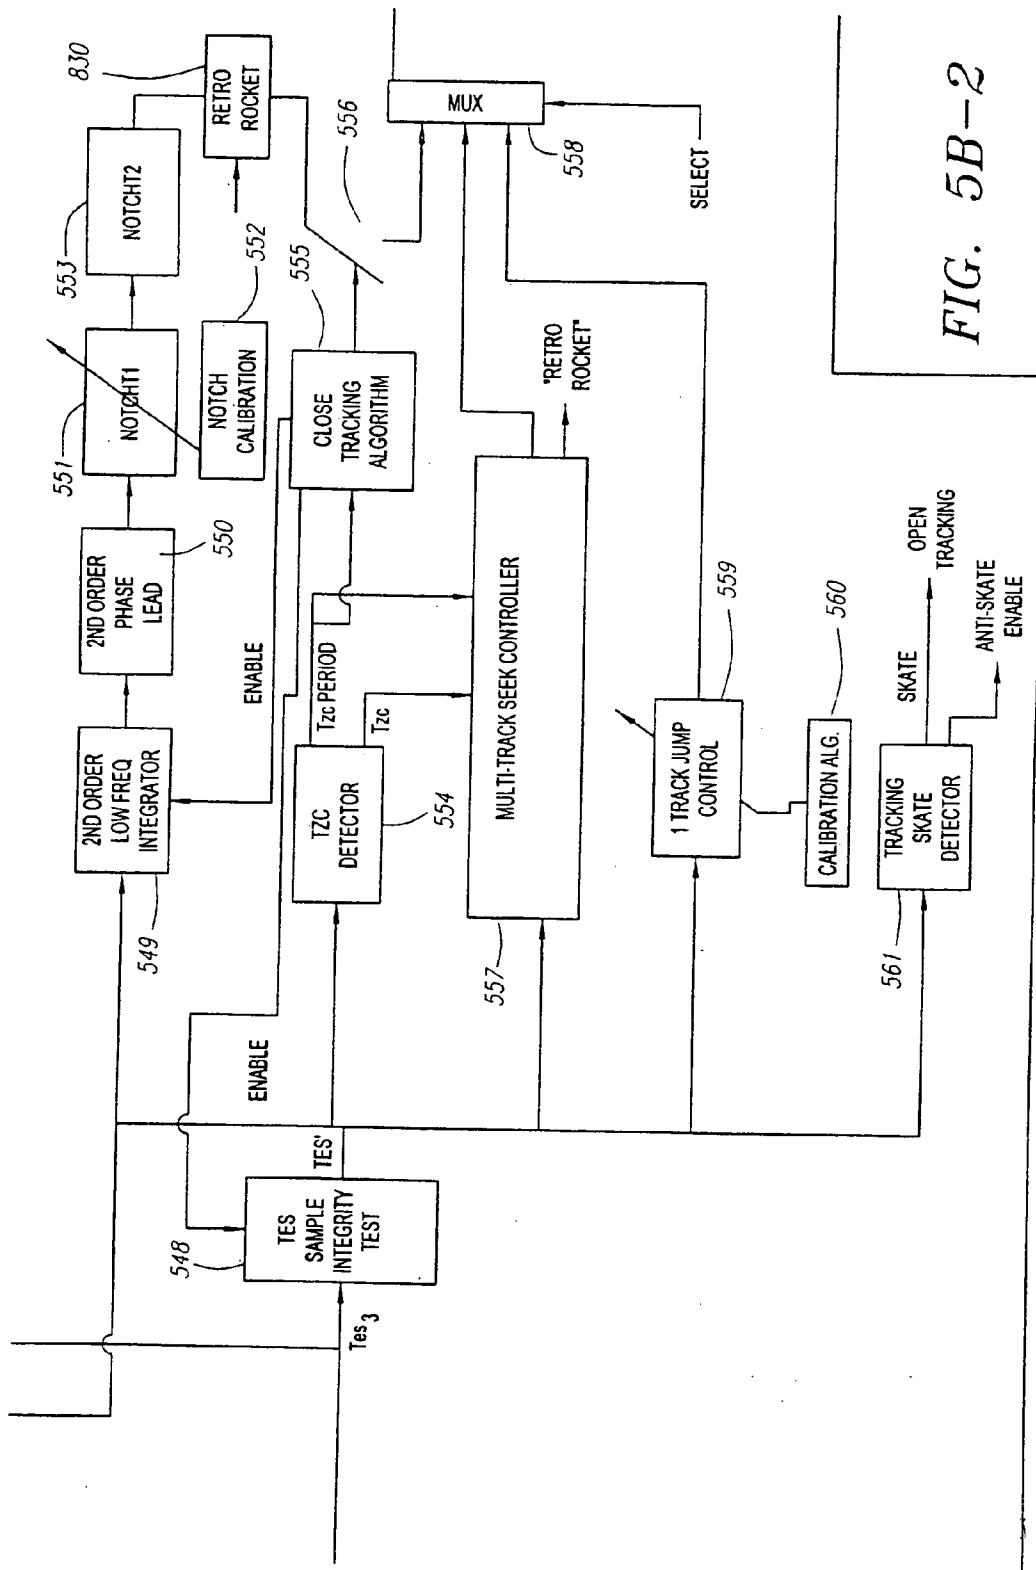 830
RETRO
ROCKET
553
NOTCHT2
551
NOTCHT1
552
NOTCH
CALIBRATION
550
2ND ORDER
PHASE
LEAD
549
2ND ORDER
LOW FREQ
INTEGRATOR
ENABLE
ENABLE
555
CLOSE
TRACKING
ALGORITHM
556
MUX
558
SELECT
Tzc PERIOD
Tzc
TZC
DETECTOR
554
TES'
548
TES
SAMPLE
INTEGRITY
TEST
Tes3
MULTI-TRACK SEEK CONTROLLER
557
"RETRO
ROCKET"
1 TRACK JUMP
CONTROL
559
CALIBRATION ALG.
560
TRACKING
SKATE
DETECTOR
561
SKATE
OPEN
TRACKING
ANTI-SKATE
ENABLE
FIG. 5B-2